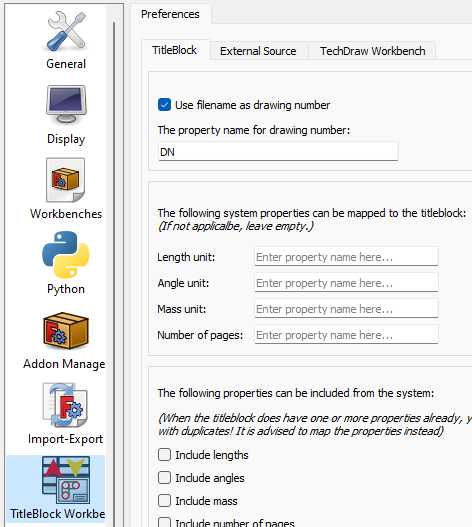 Preferences
General
Display
Workbenches
Python
Addon Manage
Import-Export
TitleBlock Workbe
TitleBlock
External Source
TechDraw Workbench
Use filename as drawing number
The property name for drawing number:
DN
The following system properties can be mapped to the titleblock:
(If not applicalbe, leave empty.)
Length unit: Enter property name here...
Angle unit: Enter property name here...
Mass unit: Enter property name here...
Number of pages: Enter property name here...
The following properties can be included from the system:
(When the titleblock does have one or more properties already, y
with duplicates! It is advised to map the properties instead)
Include lengths
Include angles
Include mass
Include number of pages